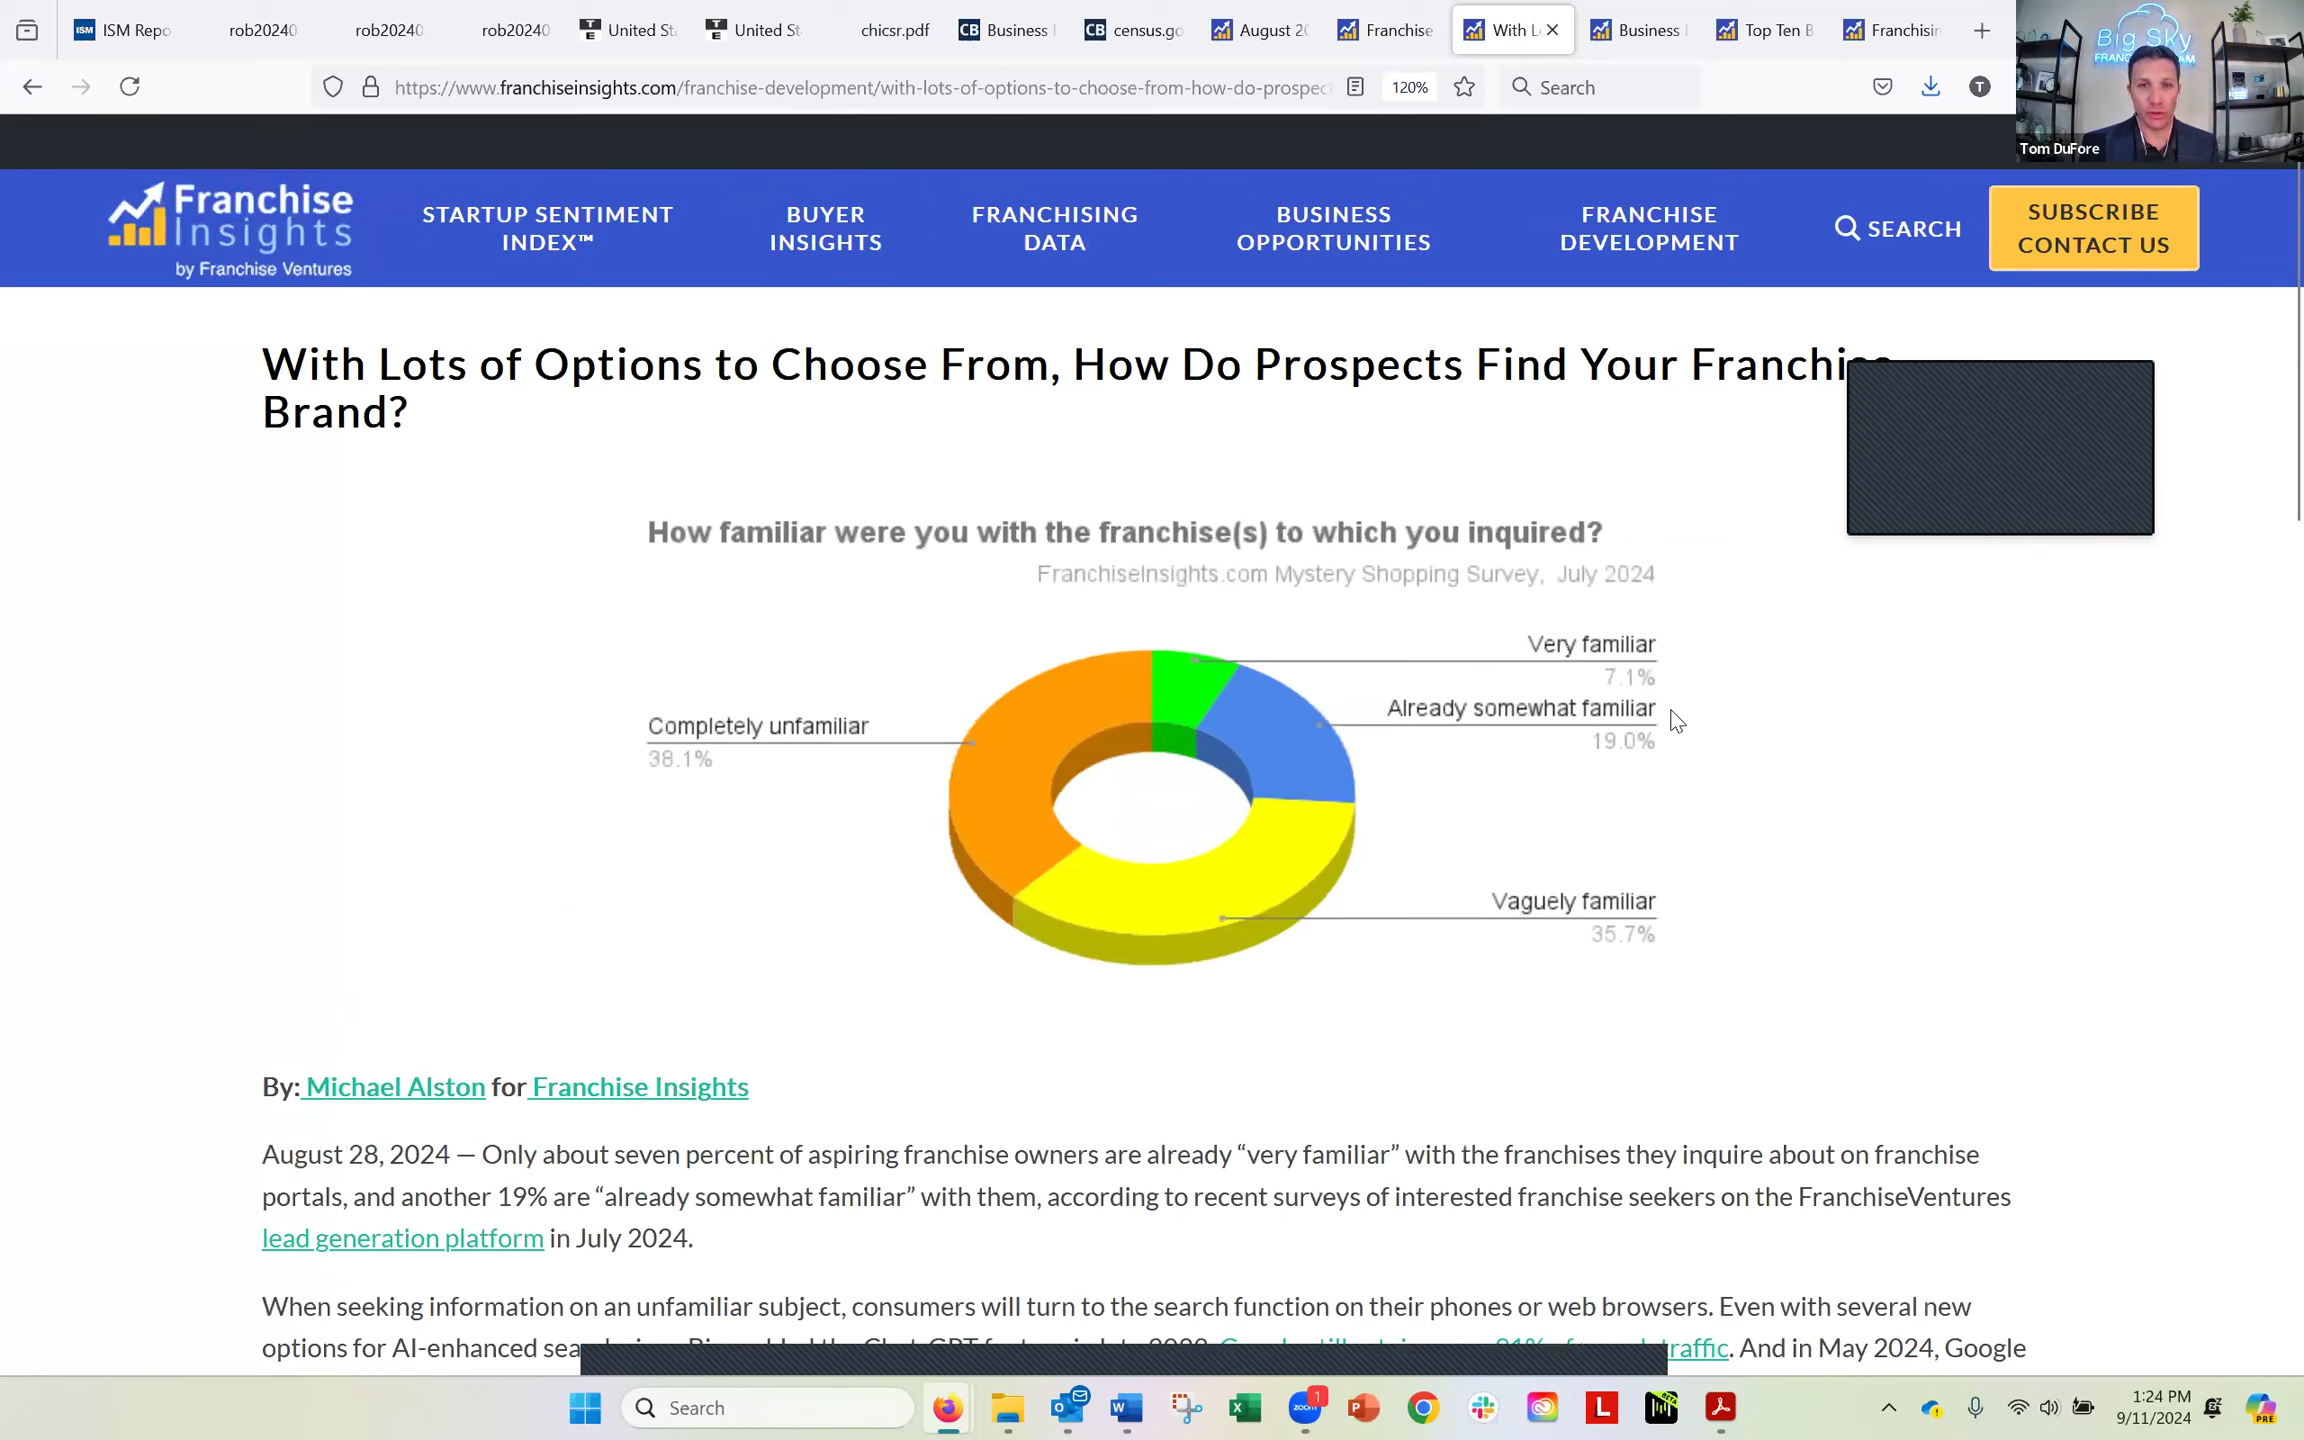 ISM Repo
rob20240
rob20240
rob20240
United St
United St
chicsr.pdf
CB Business
CB census.go
August 20
Franchise
With L
Business
Top Ten B
Franchisin
https://www.franchiseinsights.com/franchise-development/with-lots-of-options-to-choose-from-how-do-prospec
120%
Search
T
Big Sky
Tom DuFore
Franchise
Insights
by Franchise Ventures
STARTUP SENTIMENT
INDEX™
BUYER
INSIGHTS
FRANCHISING
DATA
BUSINESS
OPPORTUNITIES
FRANCHISE
DEVELOPMENT
SEARCH
SUBSCRIBE
CONTACT US
With Lots of Options to Choose From, How Do Prospects Find Your Franchise
Brand?
How familiar were you with the franchise(s) to which you inquired?
FranchiseInsights.com Mystery Shopping Survey, July 2024
Very familiar
7.1%
Already somewhat familiar
19.0%
Completely unfamiliar
38.1%
Vaguely familiar
35.7%
By: Michael Alston for Franchise Insights
August 28, 2024 — Only about seven percent of aspiring franchise owners are already “very familiar” with the franchises they inquire about on franchise
portals, and another 19% are “already somewhat familiar” with them, according to recent surveys of interested franchise seekers on the FranchiseVentures
lead generation platform in July 2024.
When seeking information on an unfamiliar subject, consumers will turn to the search function on their phones or web browsers. Even with several new
options for AI-enhanced sea traffic. And in May 2024, Google
Search
zoom
1
L
PRE
1:24 PM
9/11/2024